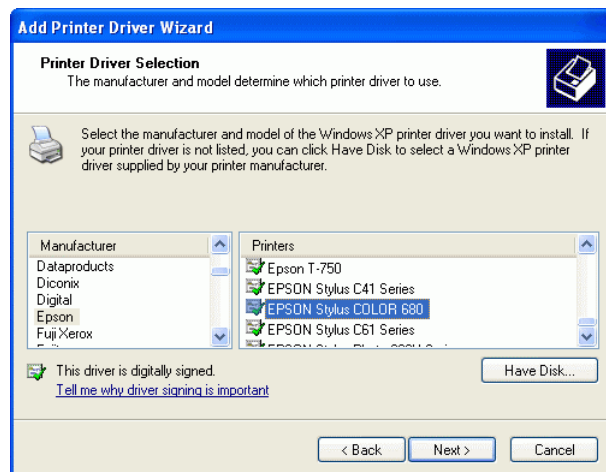 Add Printer Driver Wizard
Printer Driver Selection
The manufacturer and model determine which printer driver to use.
Select the manufacturer and model of the Windows XP printer driver you want to install. If
your printer driver is not listed, you can click Have Disk to select a Windows XP printer
driver supplied by your printer manufacturer.
Manufacturer
Dataproducts
Diconix
Digital
Epson
Fuji Xerox
Printers
Epson T-750
EPSON Stylus C41 Series
EPSON Stylus COLOR 680
EPSON Stylus C61 Series
This driver is digitally signed.
Tell me why driver signing is important
Have Disk...
< Back
Next >
Cancel